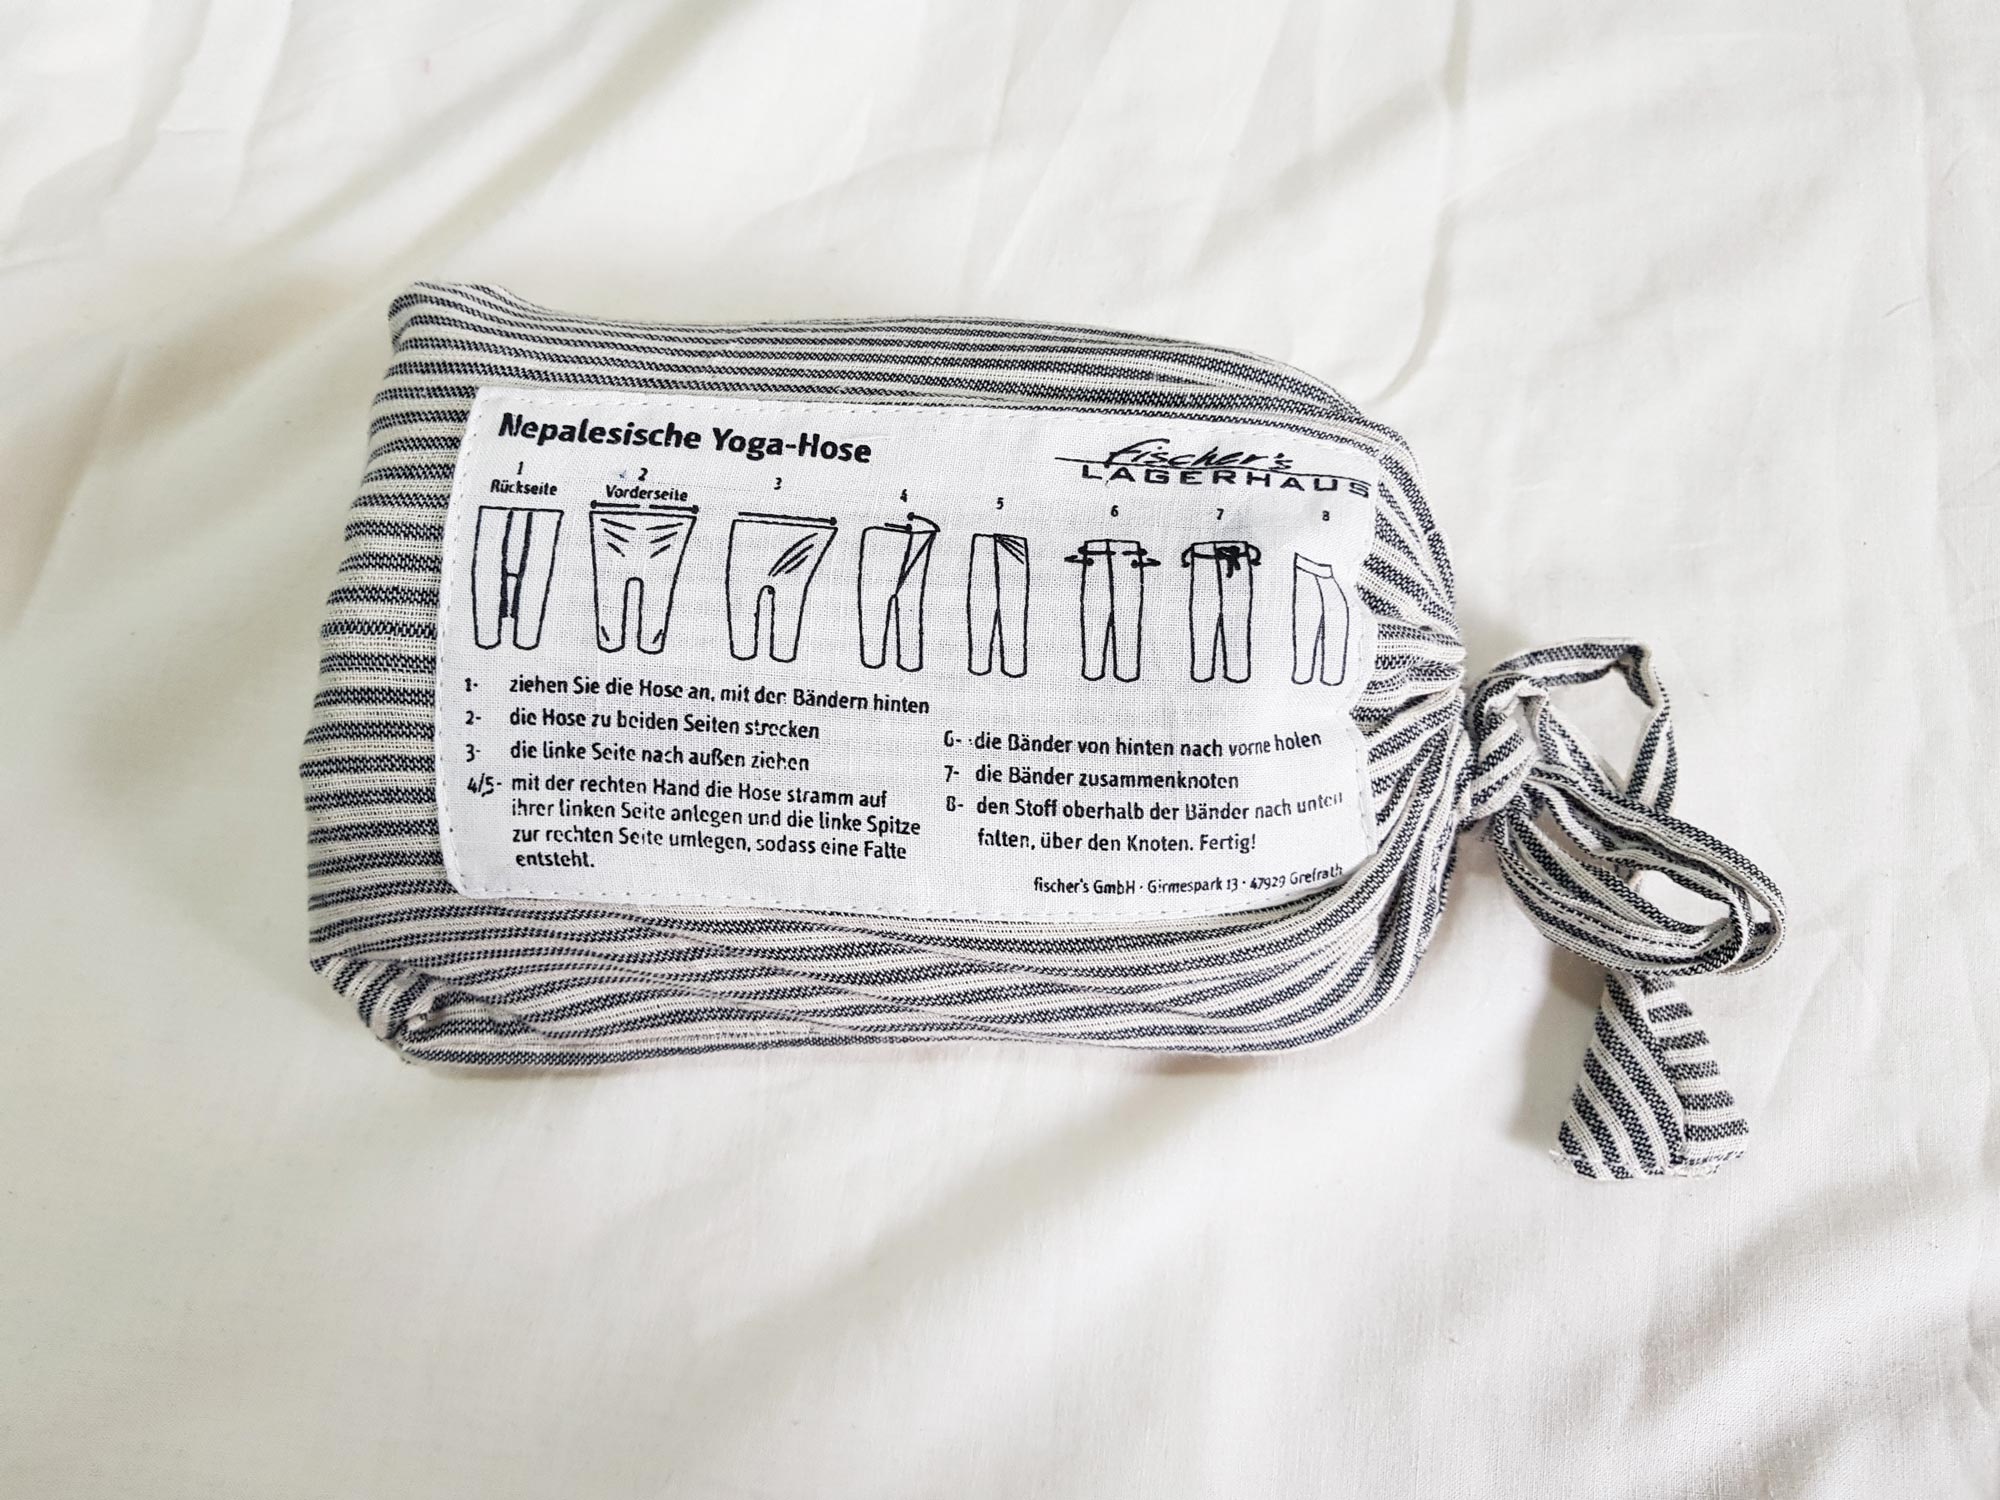 Nepalesische Yoga-Hose
fischer's
LAGERHAUS
1
Rückseite
2
Vorderseite
3
4
5
6
7
8
1- ziehen Sie die Hose an, mit der Bändern hinten
2- die Hose zu beiden Seiten strecken
3- die linke Seite nach außen ziehen
4/5- mit der rechten Hand die Hose stramm auf
ihrer linken Seite anlegen und die linke Spitze
zur rechten Seite umlegen, sodass eine Falte
entsteht.
6- die Bänder von hinten nach vorne holen
7- die Bänder zusammenknoten
8- den Stoff oberhalb der Bänder nach unten
falten, über den Knoten. Fertig!
fischer's GmbH · Girmespark 13 · 47929 Grefrath